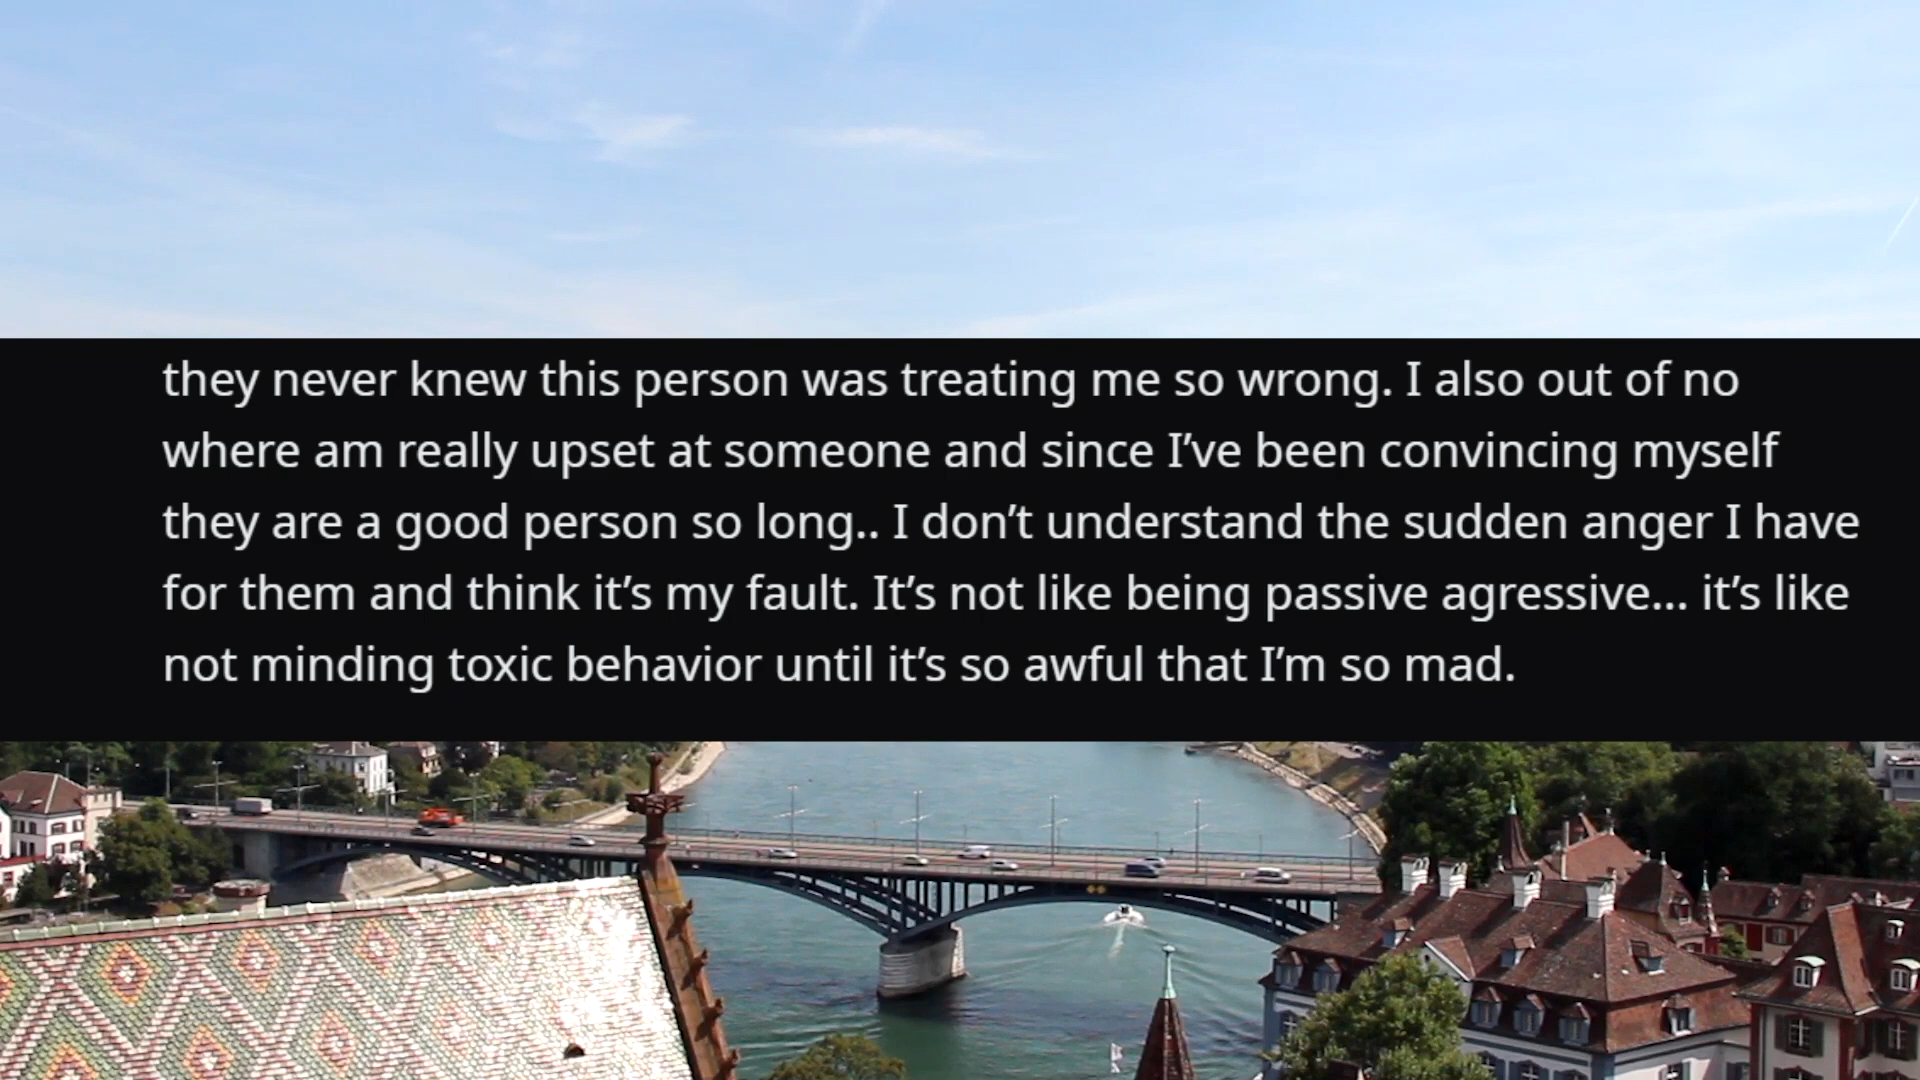 they never knew this person was treating me so wrong. I also out of no
where am really upset at someone and since I’ve been convincing myself
they are a good person so long.. I don’t understand the sudden anger I have
for them and think it’s my fault. It’s not like being passive agressive... it’s like
not minding toxic behavior until it’s so awful that I’m so mad.